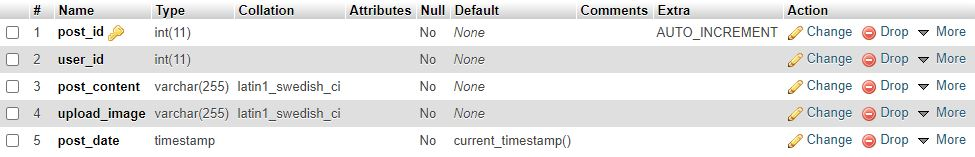 # Name Type Collation Attributes Null Default Comments Extra Action
1 post_id int(11) No None AUTO_INCREMENT Change Drop More
2 user_id int(11) No None Change Drop More
3 post_content varchar(255) latin1_swedish_ci No None Change Drop More
4 upload_image varchar(255) latin1_swedish_ci No None Change Drop More
5 post_date timestamp No current_timestamp() Change Drop More